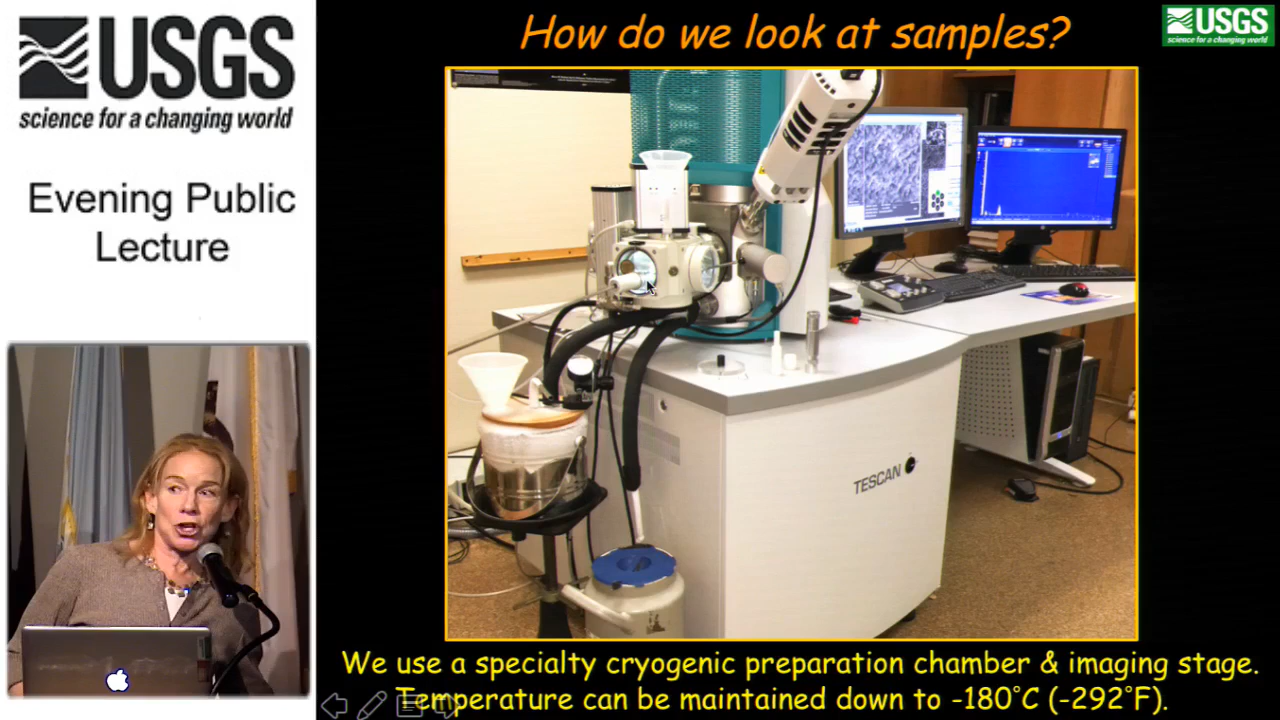 USGS
science for a changing world
Evening Public
Lecture
How do we look at samples?
USGS
science for a changing world
TESCAN
We use a specialty cryogenic preparation chamber & imaging stage.
Temperature can be maintained down to -180°C (-292°F).